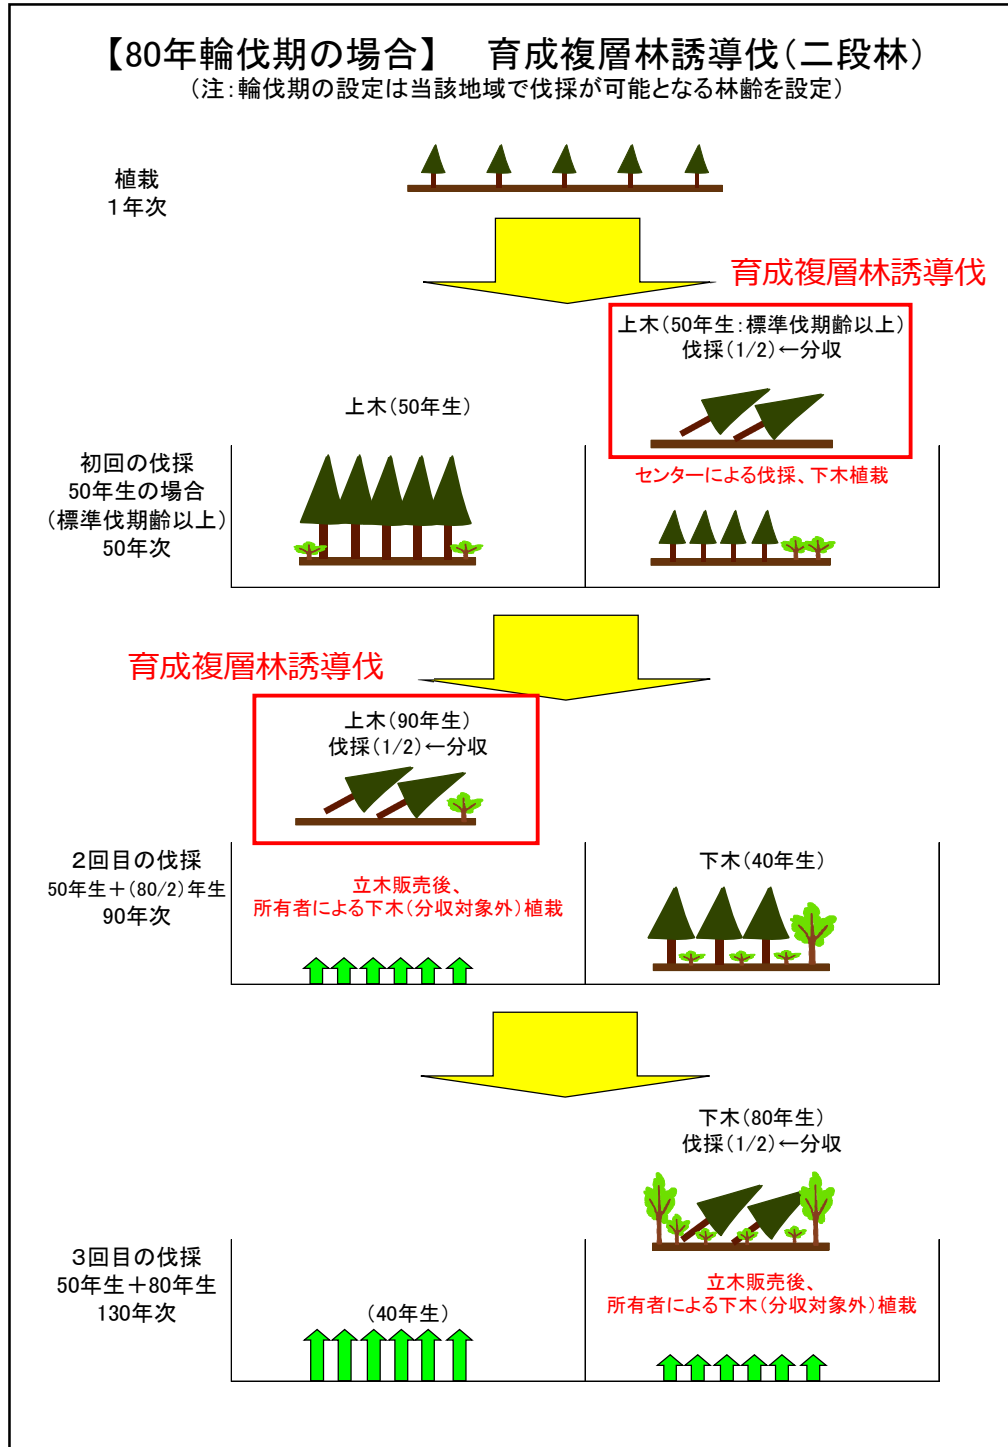 【80年輪伐期の場合】　育成複層林誘導伐(二段林)
(注:輪伐期の設定は当該地域で伐採が可能となる林齢を設定)
植栽
1年次
育成複層林誘導伐
上木(50年生:標準伐期齢以上)
伐採(1/2)←分収
上木(50年生)
初回の伐採
50年生の場合
(標準伐期齢以上)
50年次
センターによる伐採、下木植栽
育成複層林誘導伐
上木(90年生)
伐採(1/2)←分収
2回目の伐採
50年生+(80/2)年生
90年次
立木販売後、
所有者による下木(分収対象外)植栽
下木(40年生)
下木(80年生)
伐採(1/2)←分収
3回目の伐採
50年生+80年生
130年次
(40年生)
立木販売後、
所有者による下木(分収対象外)植栽